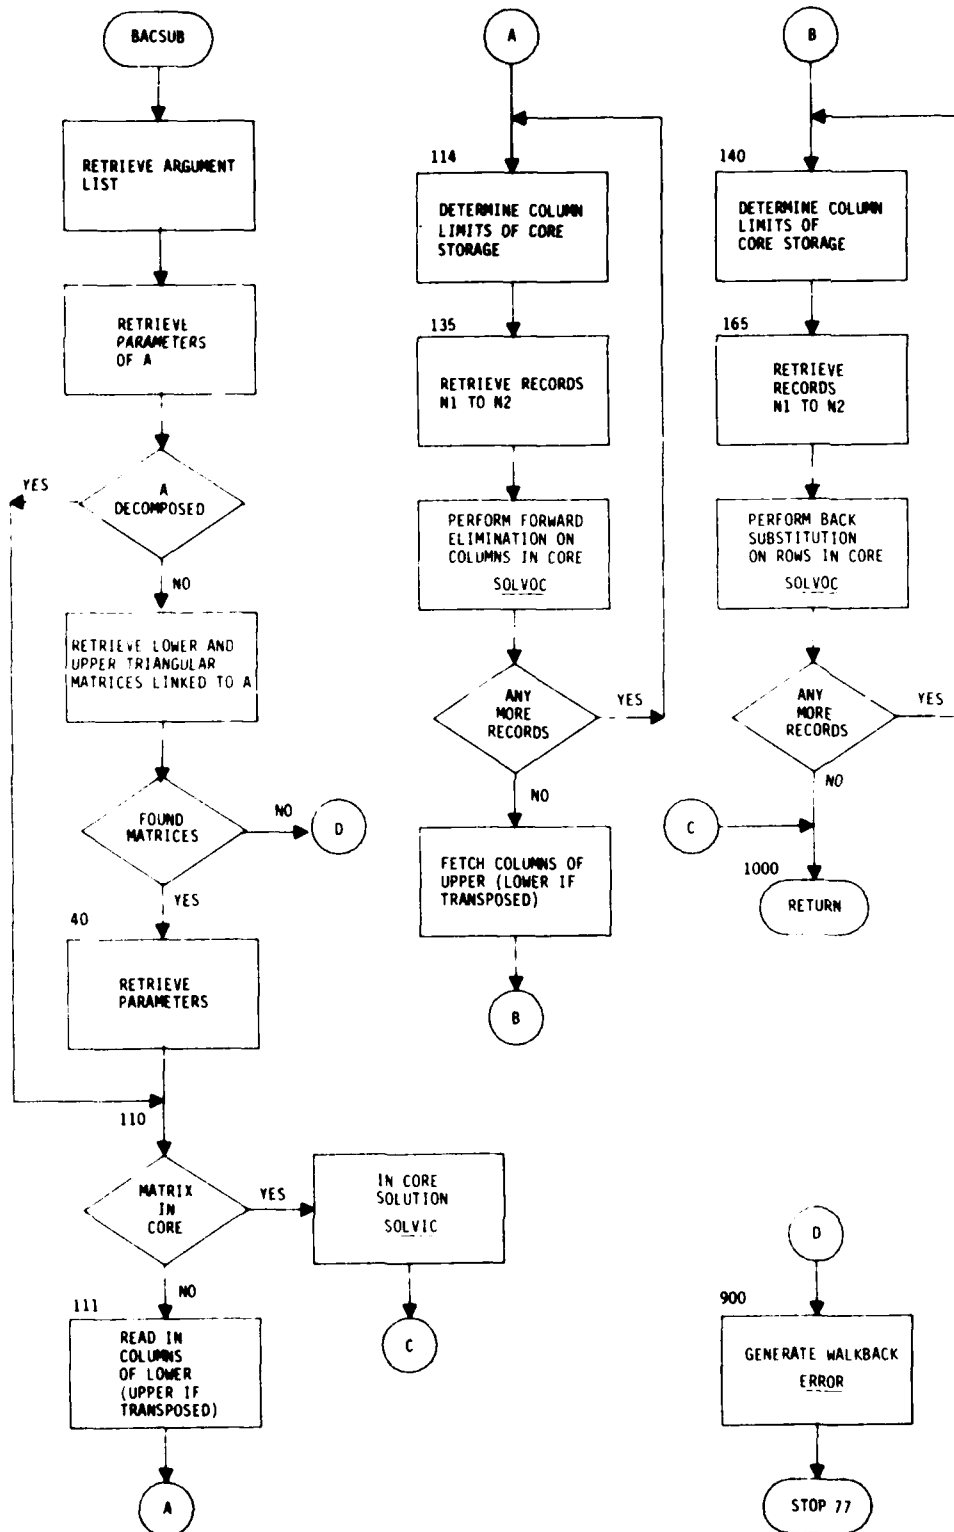 BACSUB
RETRIEVE ARGUMENT
LIST
RETRIEVE
PARAMETERS
OF A
A
DECOMPOSED
YES
NO
RETRIEVE LOWER AND
UPPER TRIANGULAR
MATRICES LINKED TO A
FOUND
MATRICES
NO
D
YES
40
RETRIEVE
PARAMETERS
110
MATRIX
IN
CORE
YES
IN CORE
SOLUTION
SOLVIC
C
NO
111
READ IN
COLUMNS
OF LOWER
(UPPER IF
TRANSPOSED)
A
A
114
DETERMINE COLUMN
LIMITS OF CORE
STORAGE
135
RETRIEVE RECORDS
N1 TO N2
PERFORM FORWARD
ELIMINATION ON
COLUMNS IN CORE
SOLVOC
ANY
MORE
RECORDS
YES
NO
FETCH COLUMNS OF
UPPER (LOWER IF
TRANSPOSED)
B
B
140
DETERMINE COLUMN
LIMITS OF
CORE STORAGE
165
RETRIEVE
RECORDS
N1 TO N2
PERFORM BACK
SUBSTITUTION
ON ROWS IN CORE
SOLVOC
ANY
MORE
RECORDS
YES
NO
C
1000
RETURN
D
900
GENERATE WALKBACK
ERROR
STOP 77